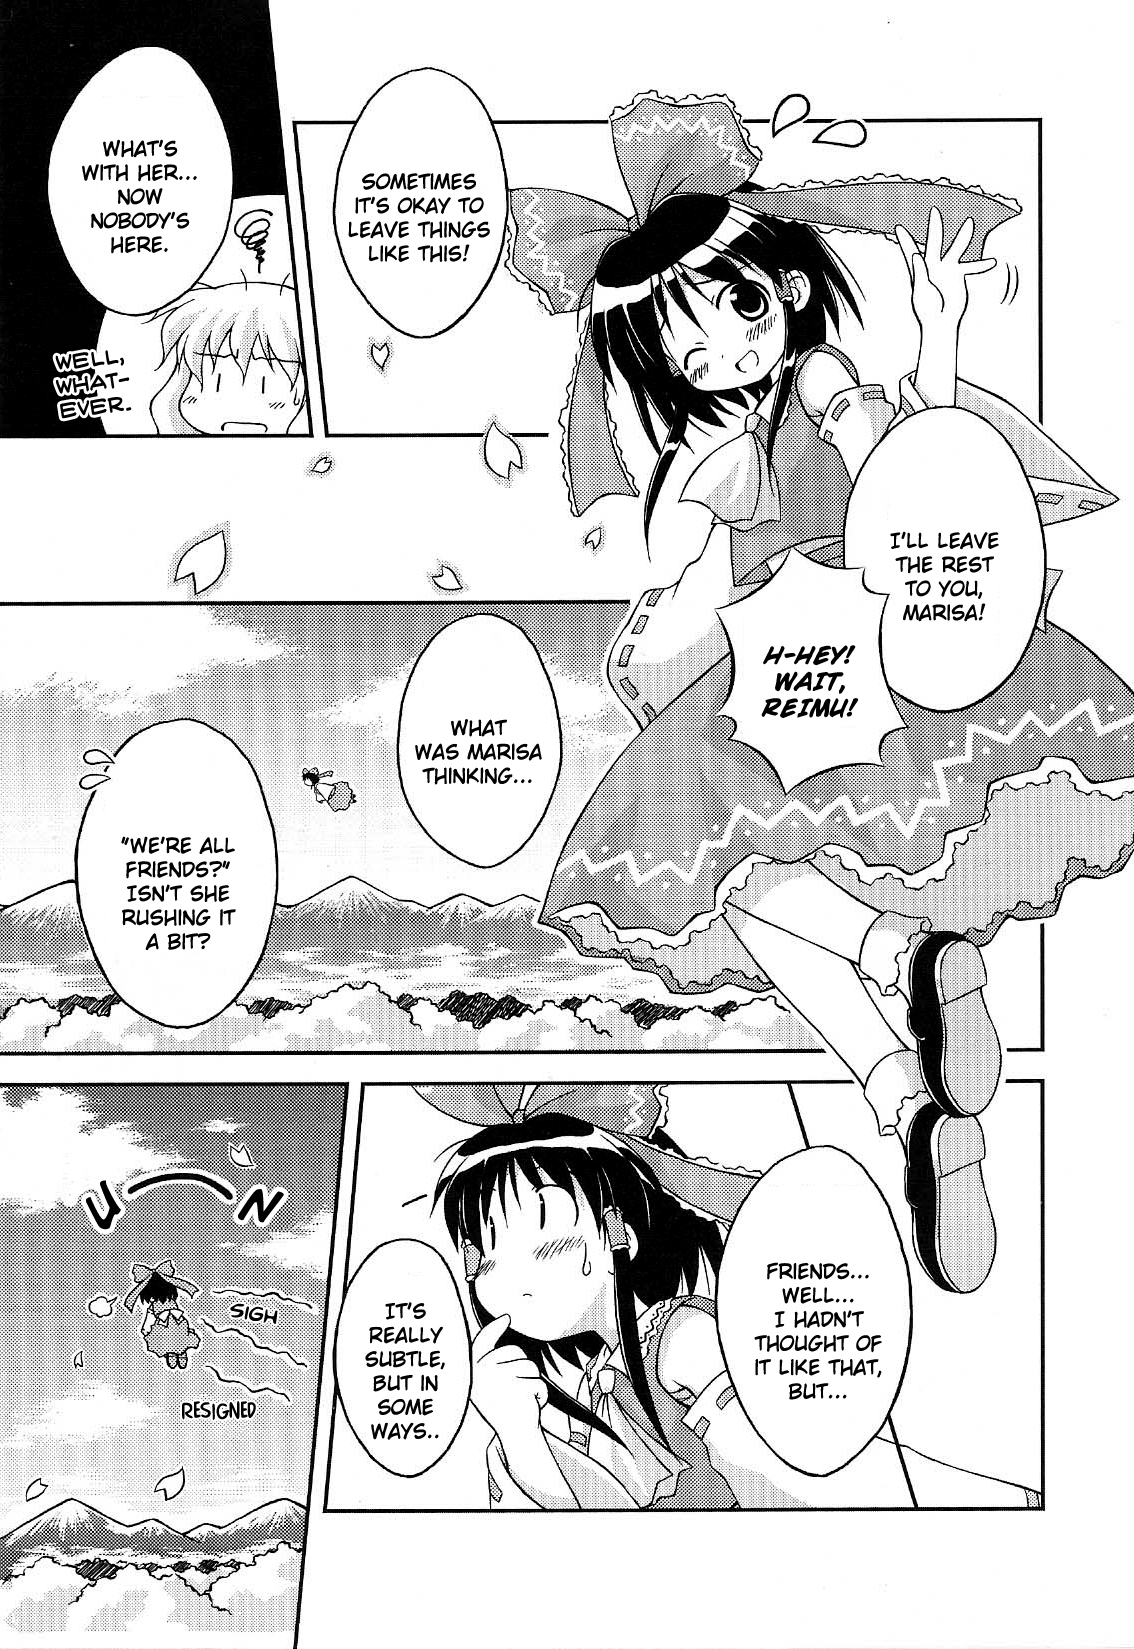 SOMETIMES
IT'S OKAY TO
LEAVE THINGS
LIKE THIS!
I'LL LEAVE
THE REST
TO YOU,
MARISA!
H-HEY!
WAIT,
REIMU!
WHAT'S
WITH HER...
NOW
NOBODY'S
HERE.
WELL,
WHAT-
EVER.
WHAT
WAS MARISA
THINKING...
"WE'RE ALL
FRIENDS?"
ISN'T SHE
RUSHING IT
A BIT?
FRIENDS...
WELL...
I HADN'T
THOUGHT OF
IT LIKE THAT,
BUT...
IT'S
REALLY
SUBTLE,
BUT IN
SOME
WAYS..
U—N
SIGH
RESIGNED